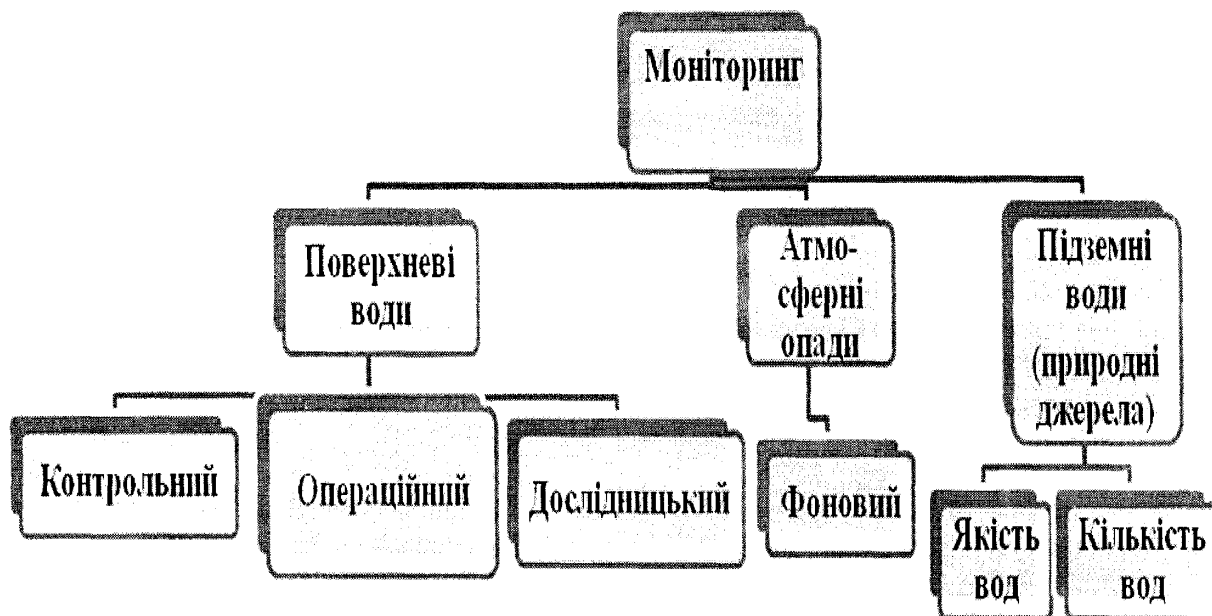 Моніторинг
Поверхневі
води
Атмо-
сферні
опади
Підземні
води
(природні
джерела)
Контрольний
Операційний
Дослідницький
Фоновий
Якість
вод
Кількість
вод